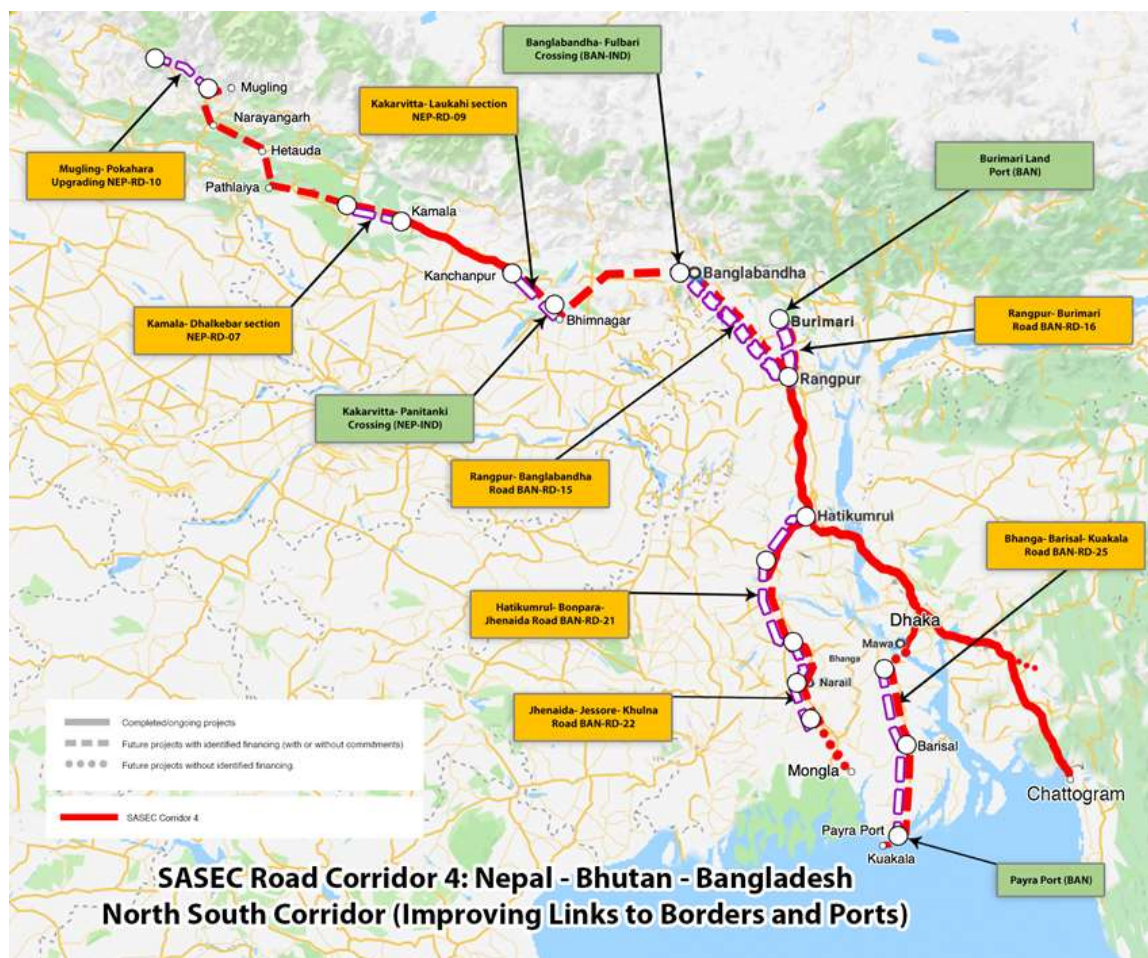 Banglabandha- Fulbari
Crossing (BAN-IND)
Mugling
Kakarvitta- Laukahi section
NEP-RD-09
Narayangarh
Hetauda
Mugling- Pokahara
Upgrading NEP-RD-10
Burimari Land
Port (BAN)
Pathlaiya
Kamala
Kanchanpur
Banglabandha
Bhimnagar
Burimari
Rangpur- Burimari
Road BAN-RD-16
Kamala- Dhalkebar section
NEP-RD-07
Rangpur
Kakarvitta- Panitanki
Crossing (NEP-IND)
Rangpur- Banglabandha
Road BAN-RD-15
Hatikumrui
Bhanga- Barisal- Kuakala
Road BAN-RD-25
Hatikumrul- Bonpara-
Jhenaida Road BAN-RD-21
Dhaka
Mawa
Bhanga
Narail
Jhenaida- Jessore- Khulna
Road BAN-RD-22
Completed/ongoing projects
Future projects with identified financing (with or without commitments)
Future projects without identified financing.
Barisal
Mongla
Chattogram
SASEC Corridor 4
Payra Port
Kuakala
Payra Port (BAN)
SASEC Road Corridor 4: Nepal - Bhutan - Bangladesh
North South Corridor (Improving Links to Borders and Ports)